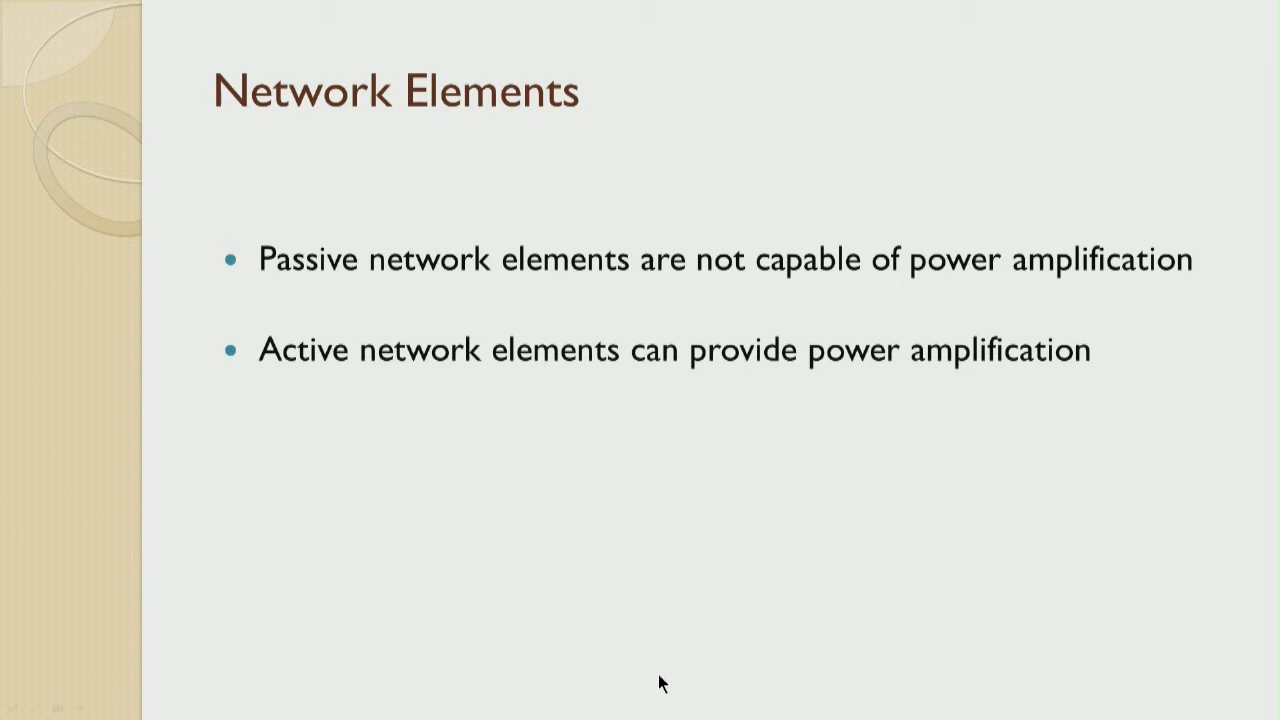 Network Elements
• Passive network elements are not capable of power amplification
• Active network elements can provide power amplification